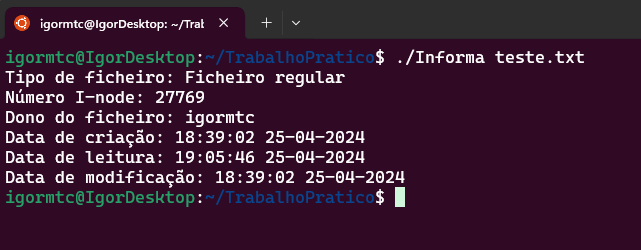 igormtc@IgorDesktop: ~/Trab
igormtc@IgorDesktop:~/TrabalhoPratico$ ./Informa teste.txt
Tipo de ficheiro: Ficheiro regular
Número I-node: 27769
Dono do ficheiro: igormtc
Data de criação: 18:39:02 25-04-2024
Data de leitura: 19:05:46 25-04-2024
Data de modificação: 18:39:02 25-04-2024
igormtc@IgorDesktop:~/TrabalhoPratico$